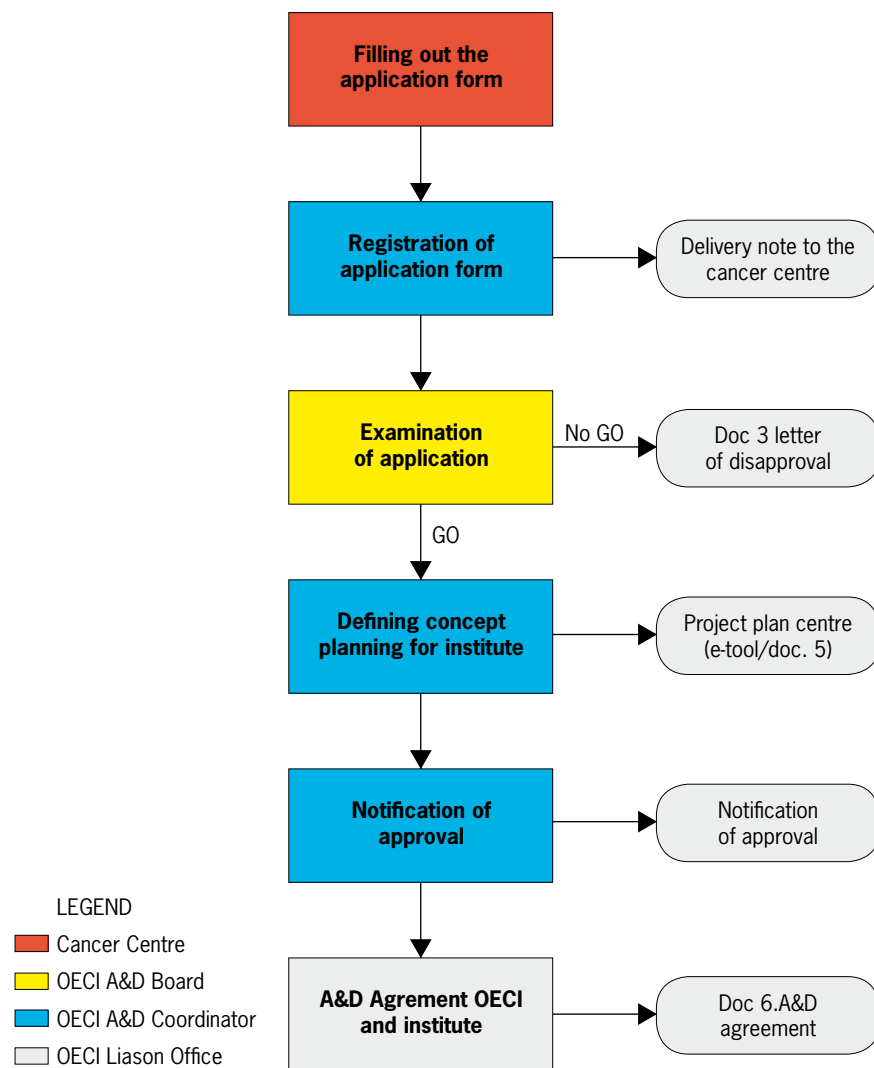 Filling out the
application form
Registration of
application form
Delivery note to the
cancer centre
Examination
of application
No GO
Doc 3 letter
of disapproval
GO
Defining concept
planning for institute
Project plan centre
(e-tool/doc. 5)
Notification of
approval
Notification
of approval
LEGEND
Cancer Centre
OECI A&D Board
OECI A&D Coordinator
OECI Liason Office
A&D Agrement OECI
and institute
Doc 6.A&D
agreement